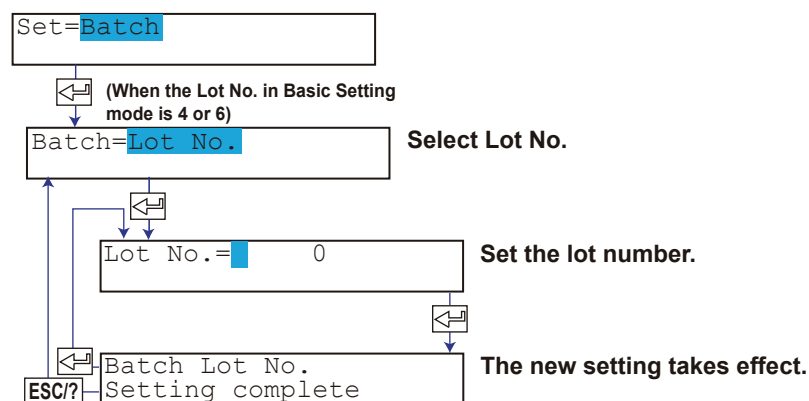 Set=Batch
(When the Lot No. in Basic Setting
mode is 4 or 6)
Batch=Lot No.
Select Lot No.
Lot No.=      0
Set the lot number.
Batch Lot No.
Setting complete
The new setting takes effect.
ESC/?